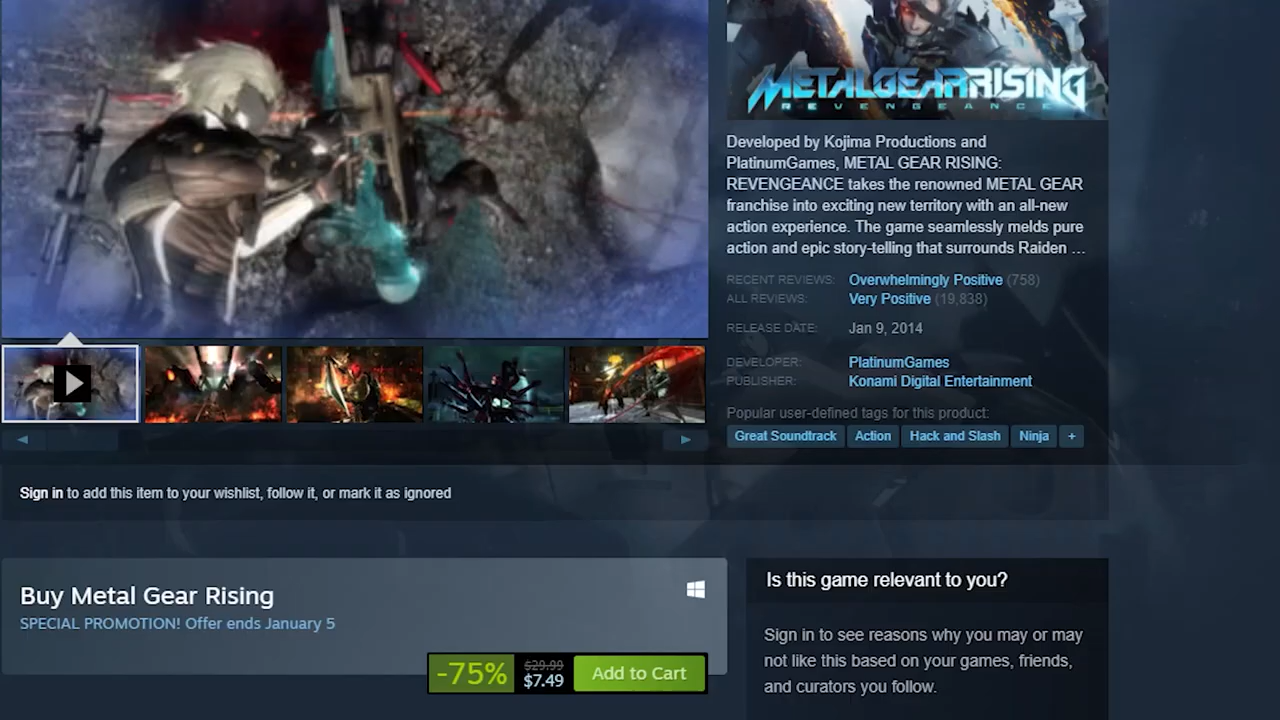 METAL GEAR RISING
REVENGEANCE
Developed by Kojima Productions and
PlatinumGames, METAL GEAR RISING:
REVENGEANCE takes the renowned METAL GEAR
franchise into exciting new territory with an all-new
action experience. The game seamlessly melds pure
action and epic story-telling that surrounds Raiden ...
RECENT REVIEWS: Overwhelmingly Positive (758)
ALL REVIEWS: Very Positive (19,838)
RELEASE DATE: Jan 9, 2014
DEVELOPER: PlatinumGames
PUBLISHER: Konami Digital Entertainment
Popular user-defined tags for this product:
Great Soundtrack Action Hack and Slash Ninja +
Sign in to add this item to your wishlist, follow it, or mark it as ignored
Buy Metal Gear Rising
SPECIAL PROMOTION! Offer ends January 5
-75% $29.99 $7.49 Add to Cart
Is this game relevant to you?
Sign in to see reasons why you may or may
not like this based on your games, friends,
and curators you follow.